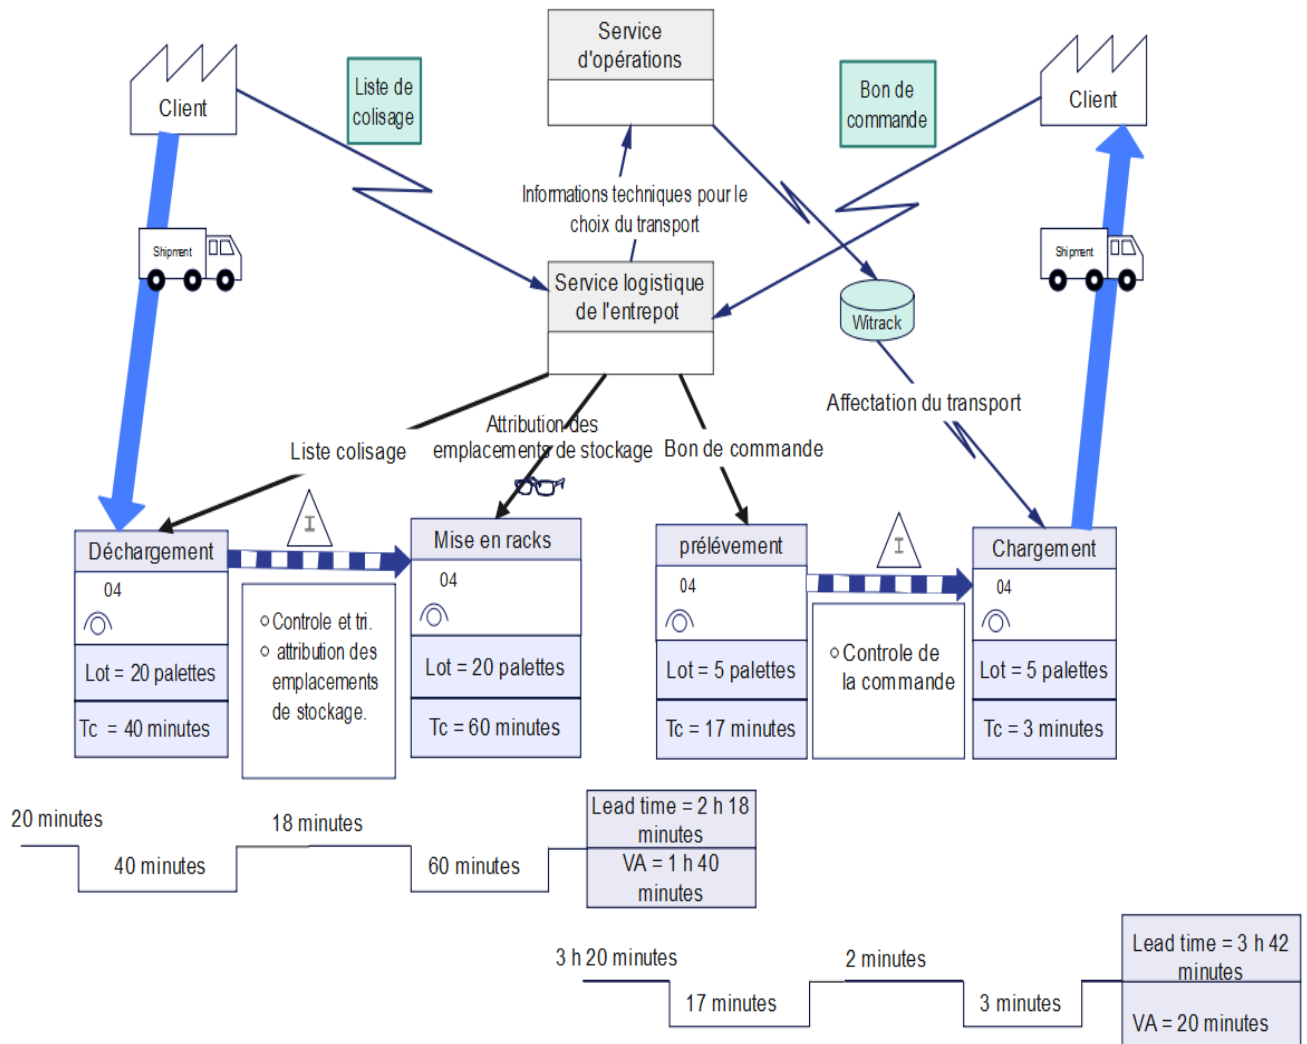 Service
d'opérations
Liste de
colisage
Bon de
commande
Client
Client
Informations techniques pour le
choix du transport
Shipment
Shipment
Service logistique
de l'entrepot
Witrack
Affectation du transport
Attribution des
emplacements de stockage
Liste colisage
Bon de commande
I
I
Déchargement
04
Lot = 20 palettes
Tc = 40 minutes
Controle et tri.
attribution des
emplacements
de stockage.
Mise en racks
04
Lot = 20 palettes
Tc = 60 minutes
prélévement
04
Lot = 5 palettes
Tc = 17 minutes
Controle de
la commande
Chargement
04
Lot = 5 palettes
Tc = 3 minutes
20 minutes
40 minutes
18 minutes
60 minutes
Lead time = 2 h 18
minutes
VA = 1 h 40
minutes
3 h 20 minutes
17 minutes
2 minutes
3 minutes
Lead time = 3 h 42
minutes
VA = 20 minutes